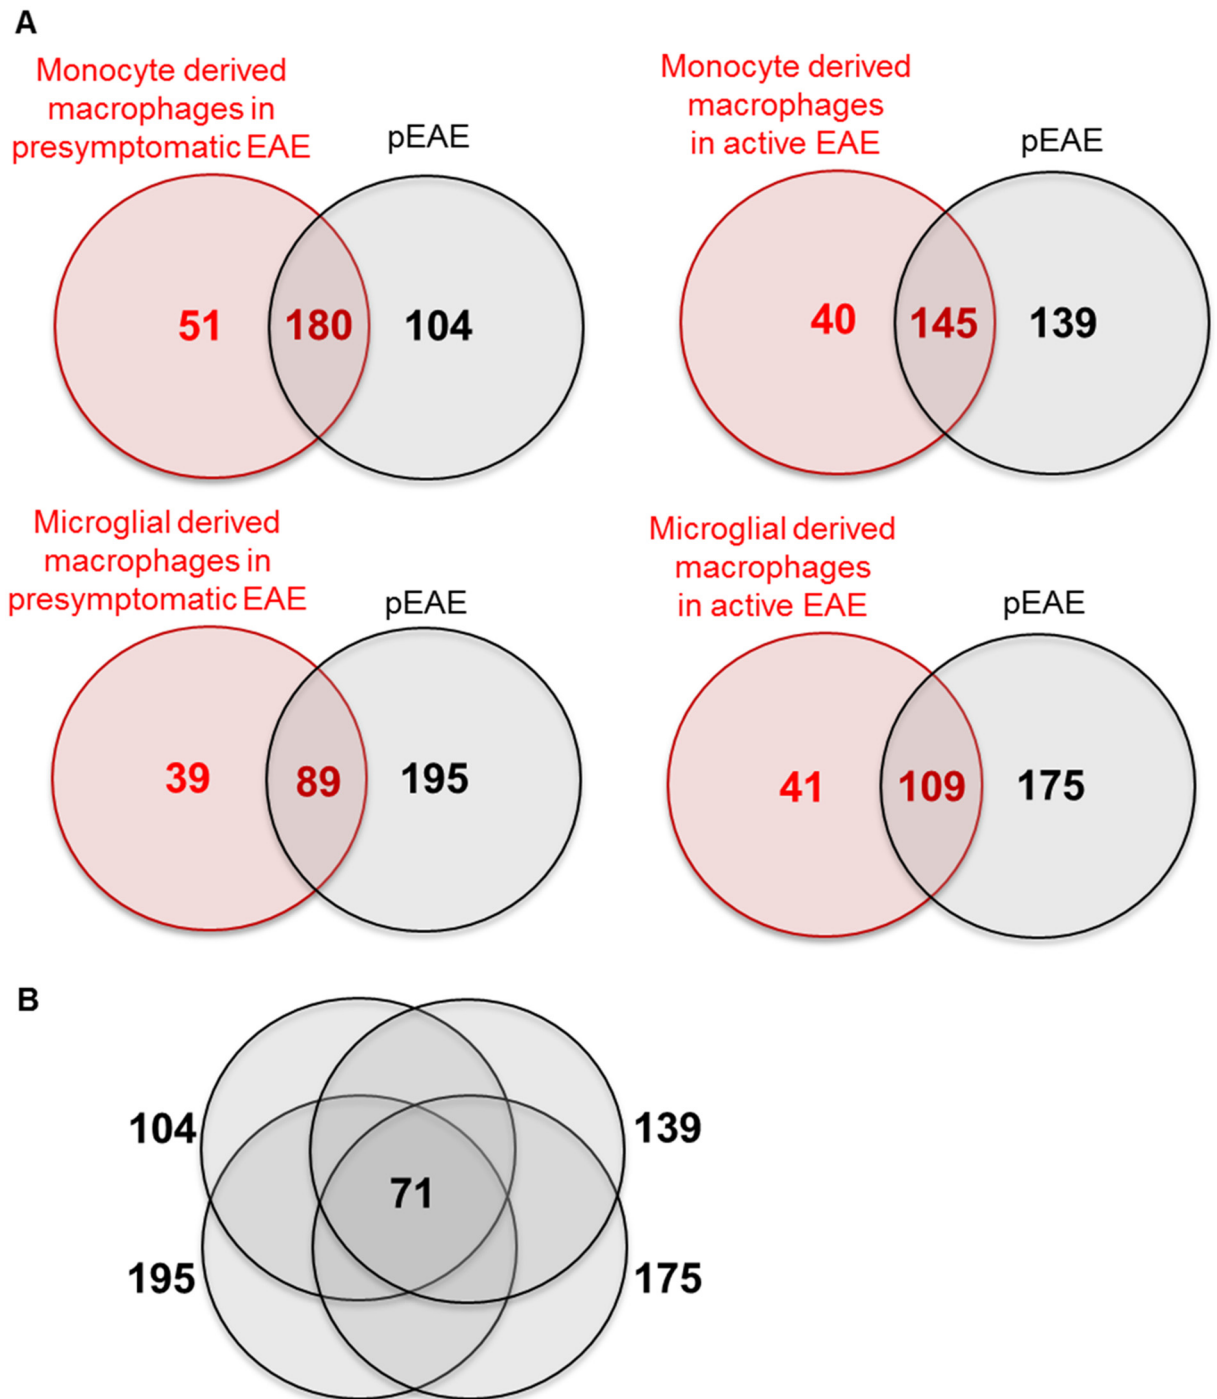 A
Monocyte derived
macrophages in
presymptomatic EAE
pEAE
51
180
104
Monocyte derived
macrophages
in active EAE
pEAE
40
145
139
Microglial derived
macrophages in
presymptomatic EAE
pEAE
39
89
195
Microglial derived
macrophages
in active EAE
pEAE
41
109
175
B
104
139
71
195
175